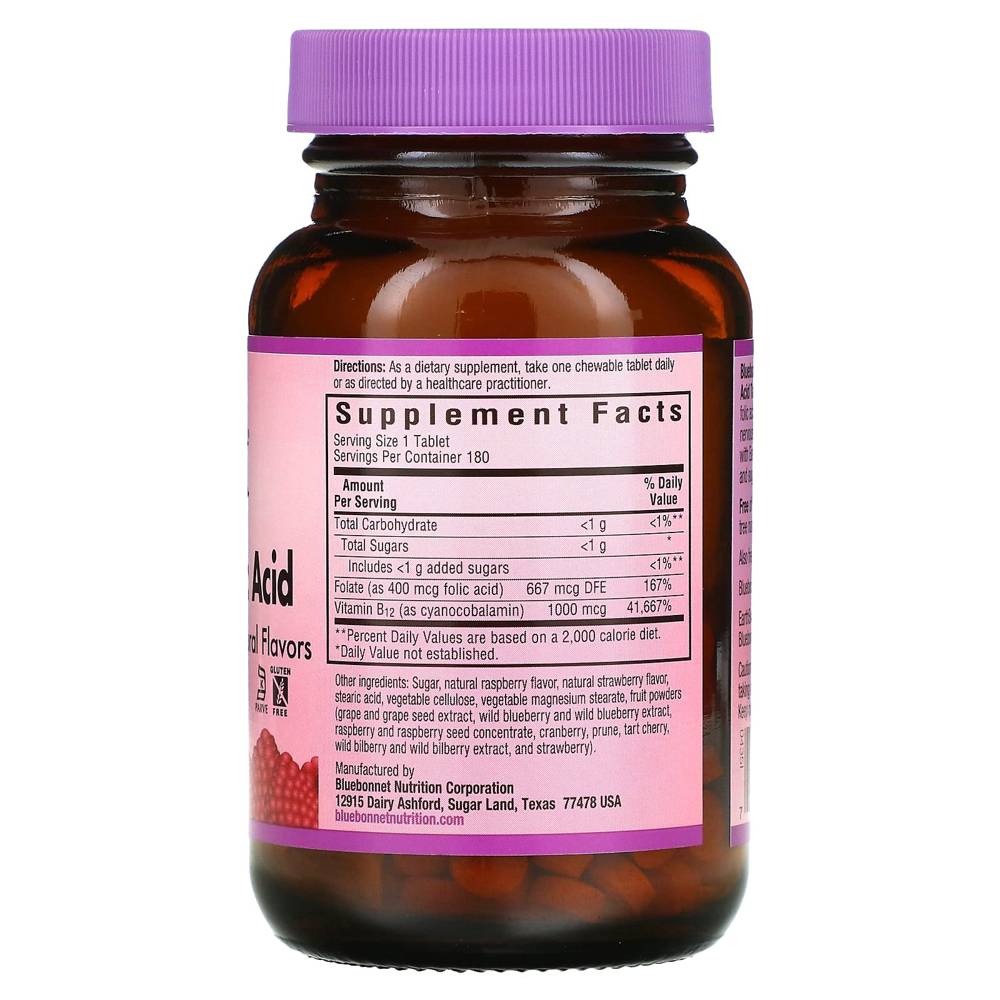 Acid
Flavors
PARVE
GLUTEN
FREE
Directions: As a dietary supplement, take one chewable tablet daily
or as directed by a healthcare practitioner.
Supplement Facts
Serving Size 1 Tablet
Servings Per Container 180
Amount Per Serving % Daily Value
Total Carbohydrate <1 g <1%**
Total Sugars <1 g *
Includes <1 g added sugars <1%**
Folate (as 400 mcg folic acid) 667 mcg DFE 167%
Vitamin B12 (as cyanocobalamin) 1000 mcg 41,667%
**Percent Daily Values are based on a 2,000 calorie diet.
*Daily Value not established.
Other ingredients: Sugar, natural raspberry flavor, natural strawberry flavor,
stearic acid, vegetable cellulose, vegetable magnesium stearate, fruit powders
(grape and grape seed extract, wild blueberry and wild blueberry extract,
raspberry and raspberry seed concentrate, cranberry, prune, tart cherry,
wild bilberry and wild bilberry extract, and strawberry).
Manufactured by
Bluebonnet Nutrition Corporation
12915 Dairy Ashford, Sugar Land, Texas 77478 USA
bluebonnetnutrition.com